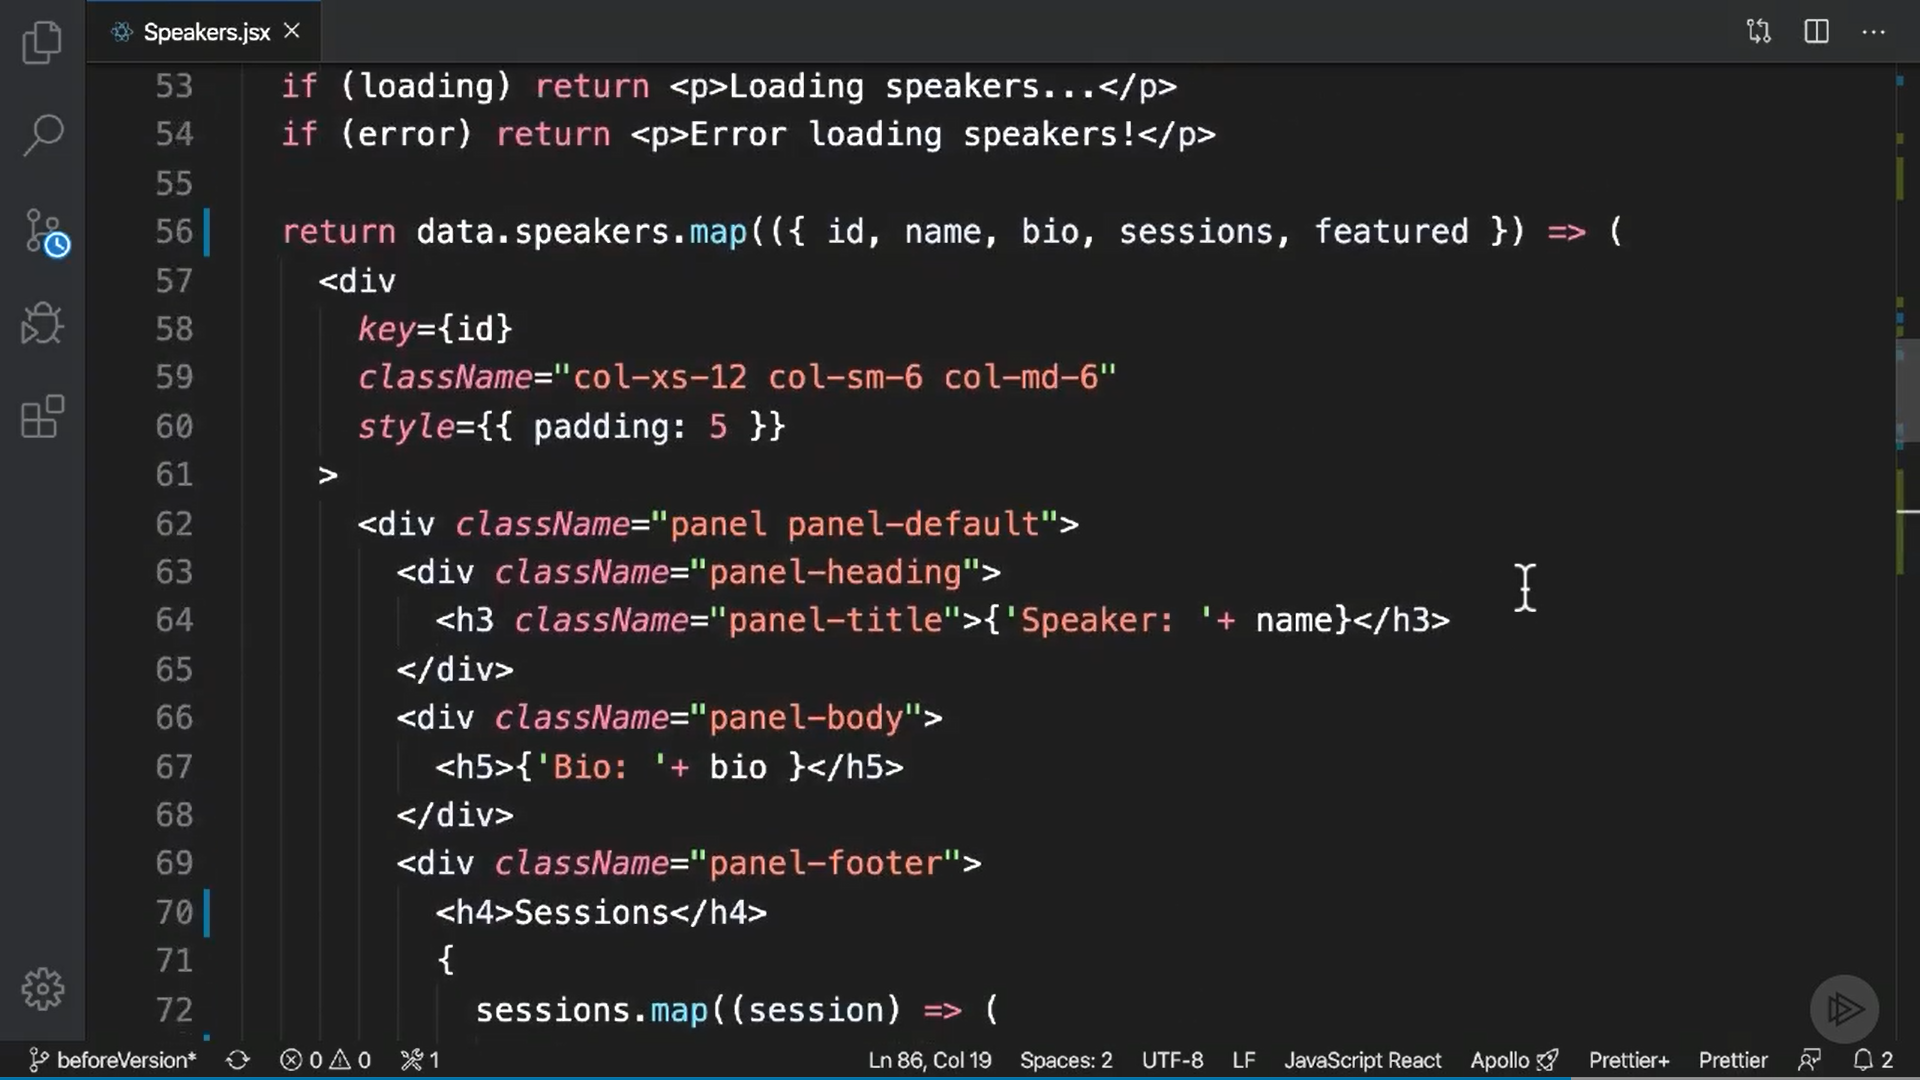 Speakers.jsx
53 if (loading) return <p>Loading speakers...</p>
54 if (error) return <p>Error loading speakers!</p>
55
56 return data.speakers.map(({ id, name, bio, sessions, featured }) => (
57 <div
58 key={id}
59 className="col-xs-12 col-sm-6 col-md-6"
60 style={{ padding: 5 }}
61 >
62 <div className="panel panel-default">
63 <div className="panel-heading">
64 <h3 className="panel-title">{'Speaker: '+ name}</h3>
65 </div>
66 <div className="panel-body">
67 <h5>{'Bio: '+ bio }</h5>
68 </div>
69 <div className="panel-footer">
70 <h4>Sessions</h4>
71 {
72 sessions.map((session) => (
beforeVersion* 0 0 1 Ln 86, Col 19 Spaces: 2 UTF-8 LF JavaScript React Apollo Prettier+ Prettier 2